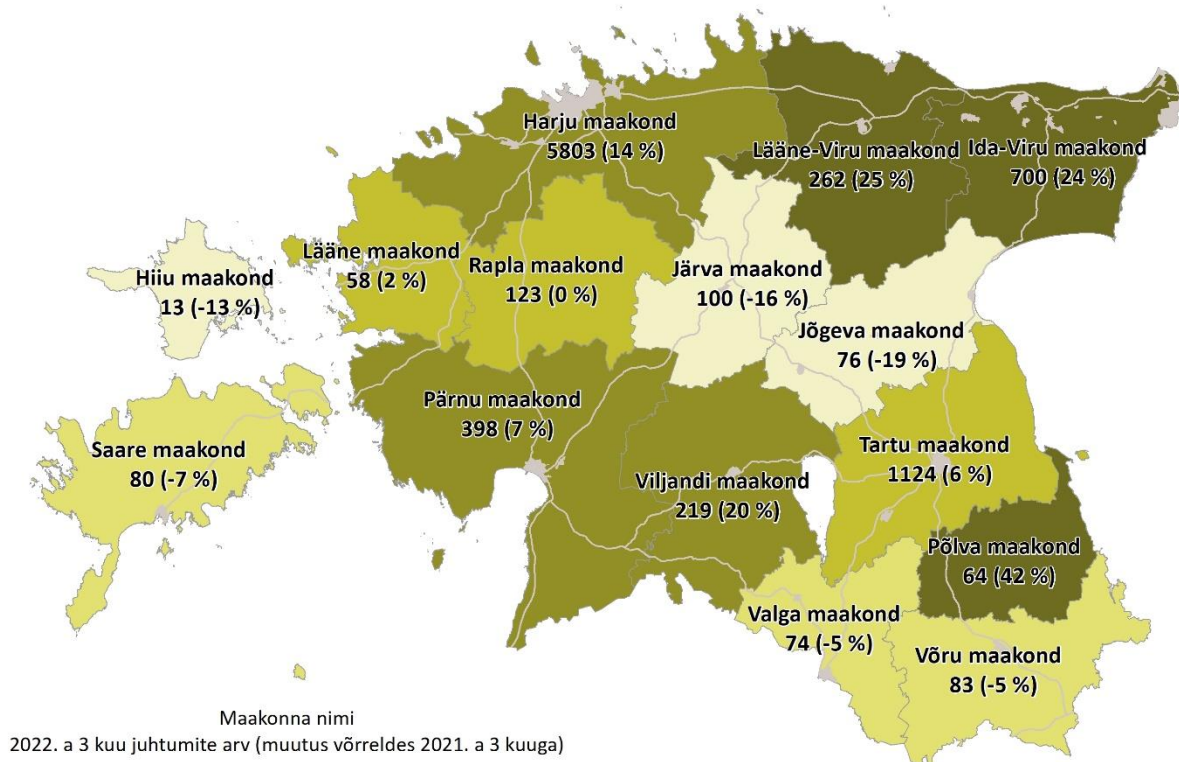 Harju maakond
5803 (14 %)
Lääne-Viru maakond
262 (25 %)
Ida-Viru maakond
700 (24 %)
Hiiu maakond
13 (-13 %)
Lääne maakond
58 (2 %)
Rapla maakond
123 (0 %)
Järva maakond
100 (-16 %)
Jõgeva maakond
76 (-19 %)
Saare maakond
80 (-7 %)
Pärnu maakond
398 (7 %)
Viljandi maakond
219 (20 %)
Tartu maakond
1124 (6 %)
Põlva maakond
64 (42 %)
Valga maakond
74 (-5 %)
Võru maakond
83 (-5 %)
Maakonna nimi
2022. a 3 kuu juhtumite arv (muutus võrreldes 2021. a 3 kuuga)